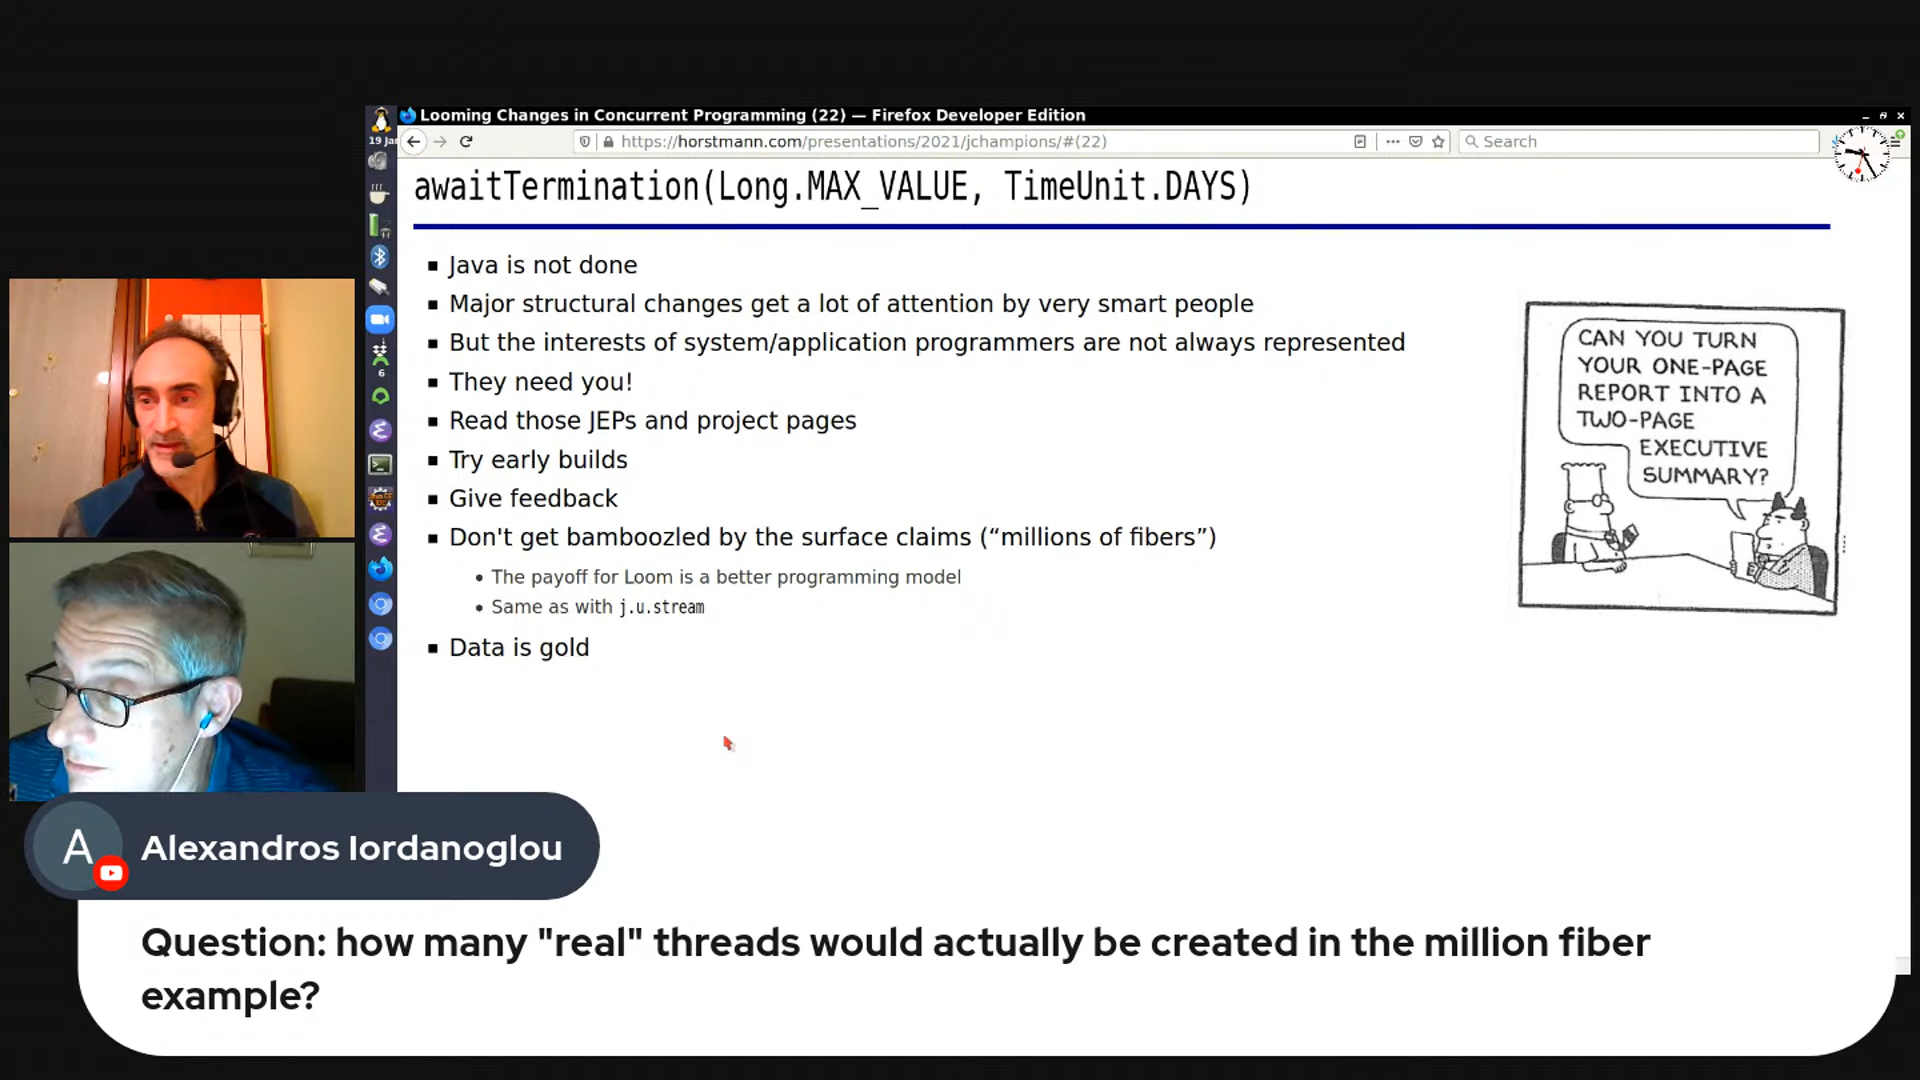 Looming Changes in Concurrent Programming (22) — Firefox Developer Edition
19 Jan
https://horstmann.com/presentations/2021/jchampions/#(22)
Search
awaitTermination(Long.MAX_VALUE, TimeUnit.DAYS)
Java is not done
Major structural changes get a lot of attention by very smart people
But the interests of system/application programmers are not always represented
They need you!
Read those JEPs and project pages
Try early builds
Give feedback
Don't get bamboozled by the surface claims (“millions of fibers”)
The payoff for Loom is a better programming model
Same as with j.u.stream
Data is gold
CAN YOU TURN
YOUR ONE-PAGE
REPORT INTO A
TWO-PAGE
EXECUTIVE
SUMMARY?
6
A
Alexandros Iordanoglou
Question: how many "real" threads would actually be created in the million fiber
example?